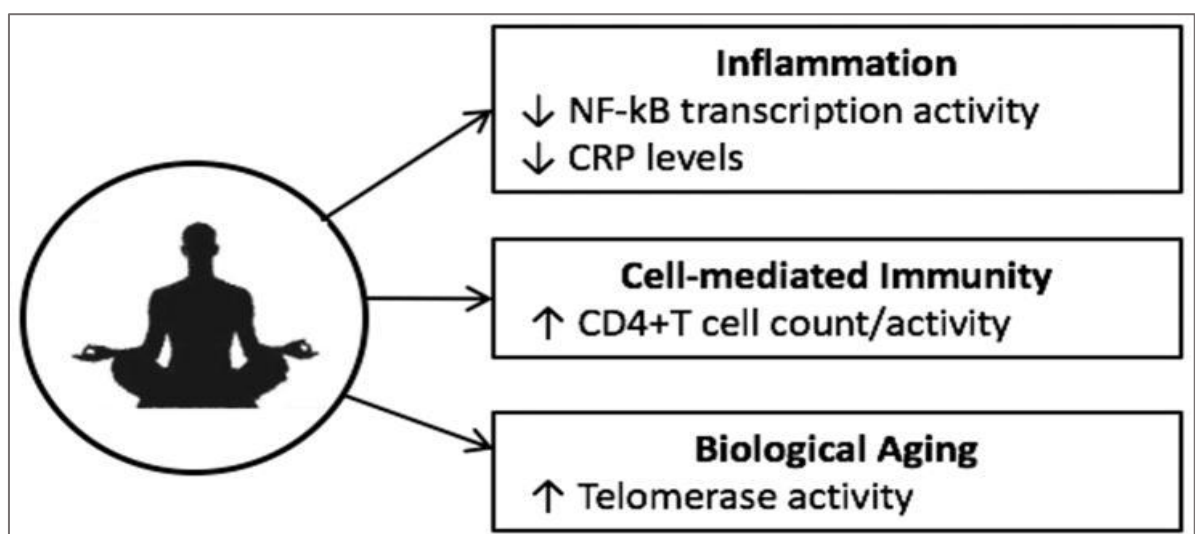 Inflammation
↓ NF-kB transcription activity
↓ CRP levels
Cell-mediated Immunity
↑ CD4+T cell count/activity
Biological Aging
↑ Telomerase activity